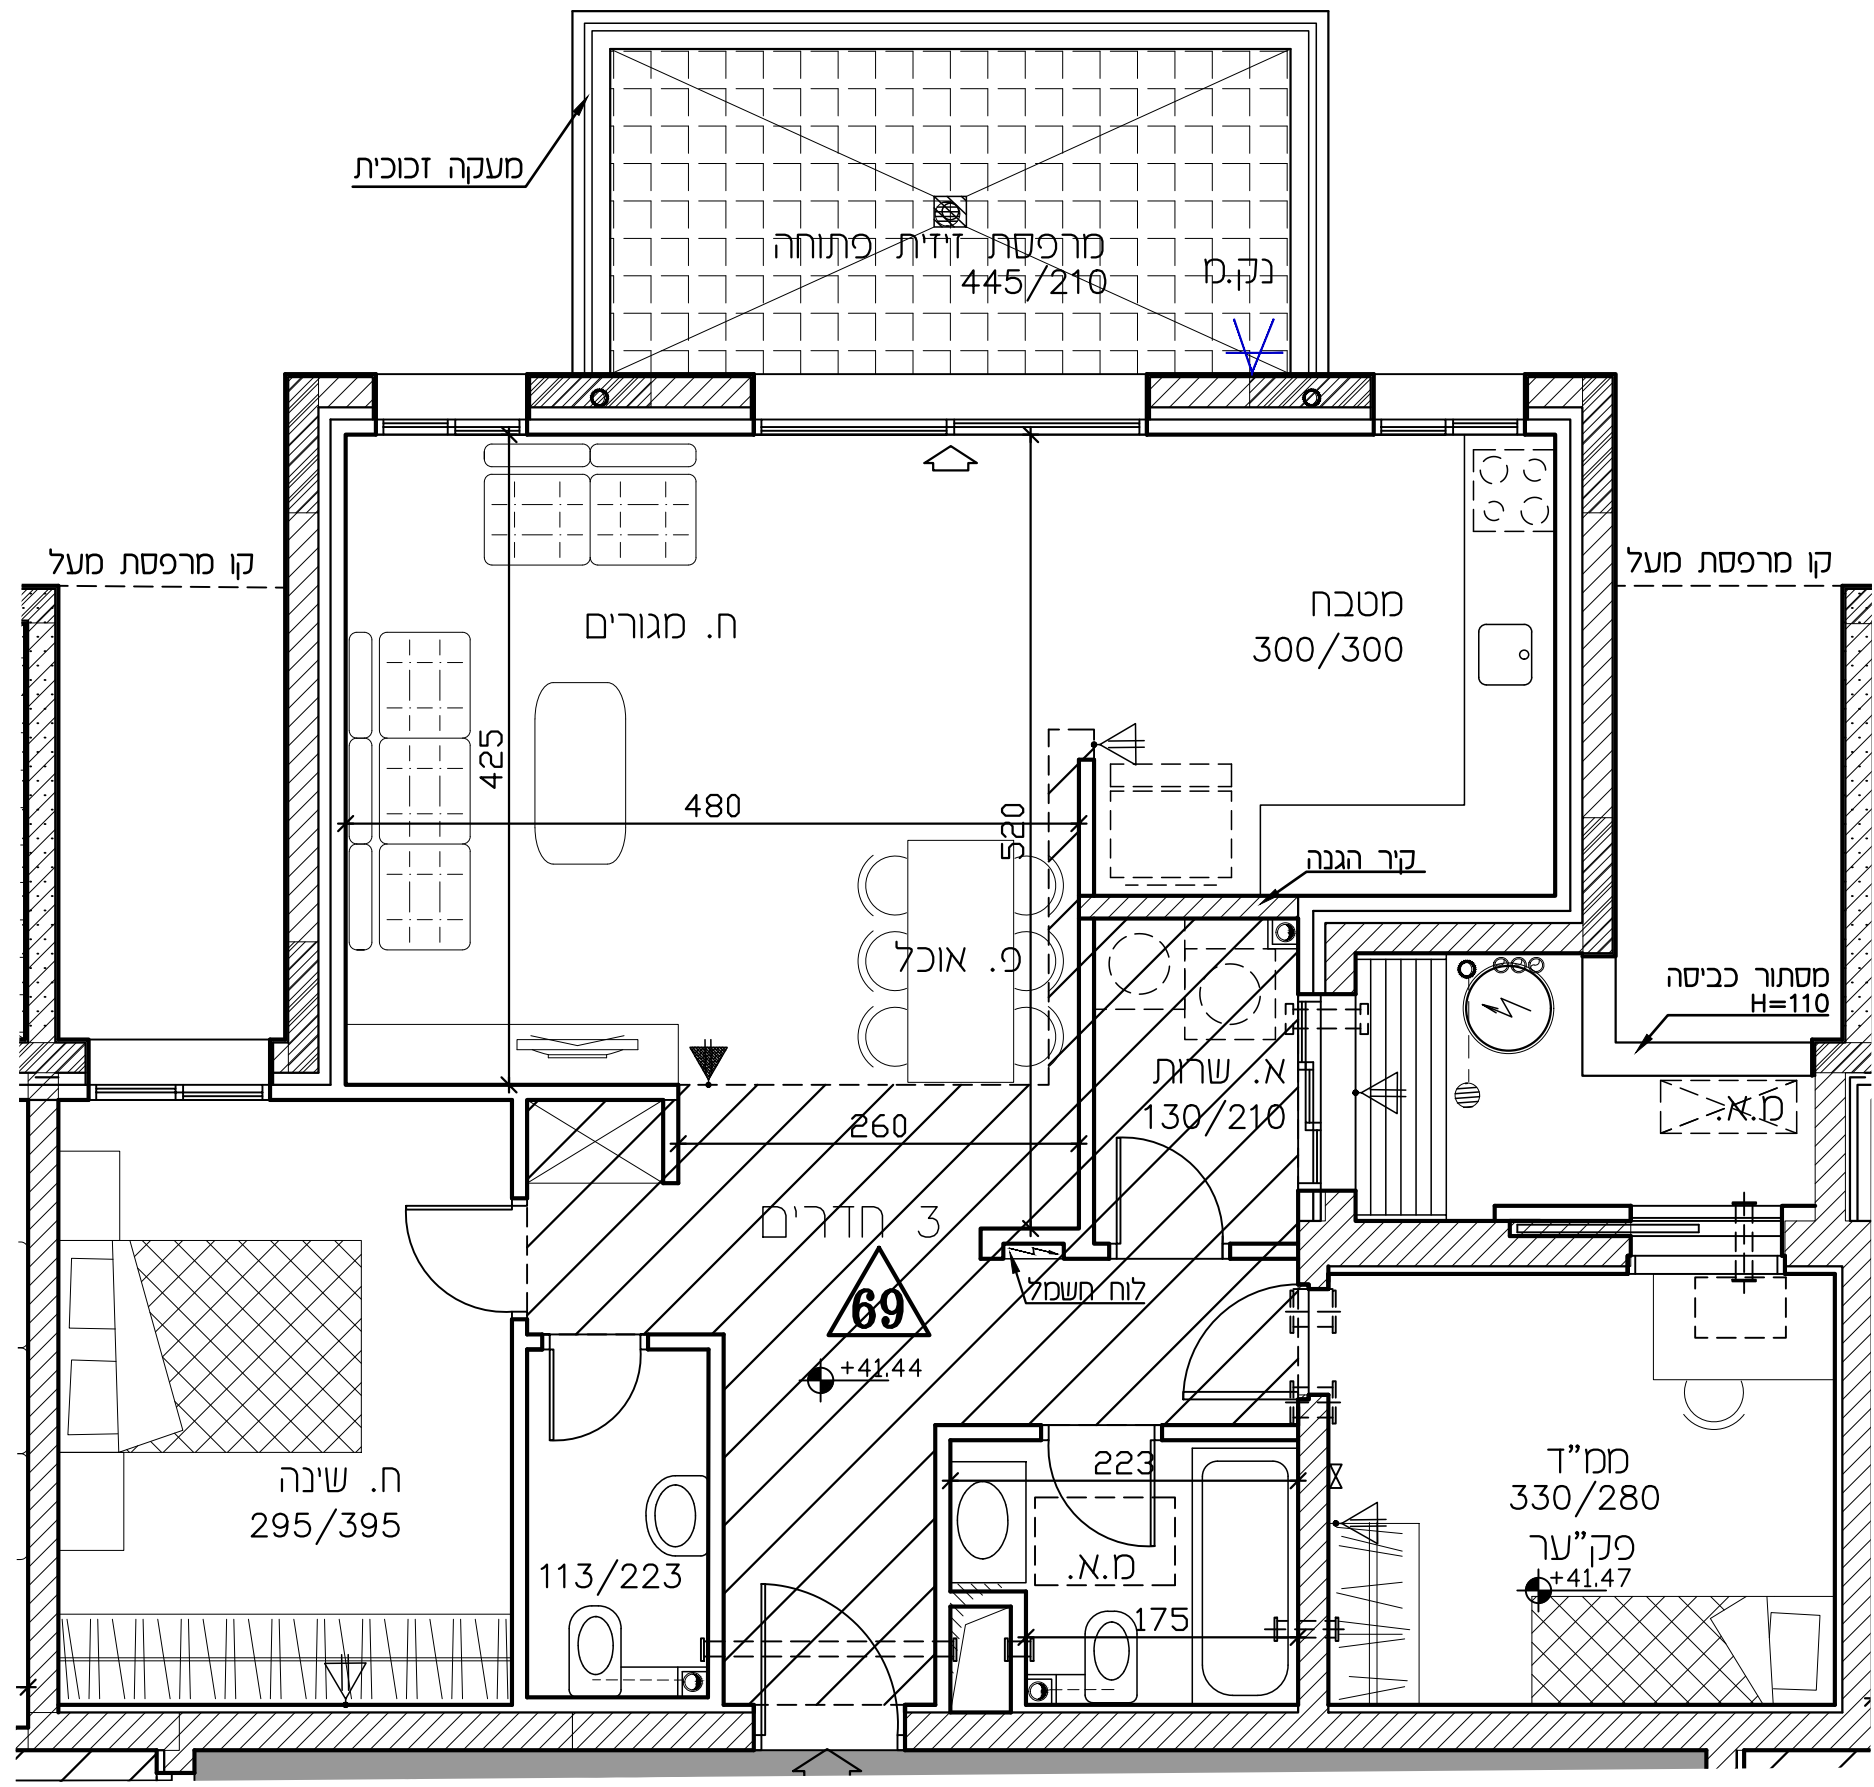 מעקה זכוכית
מרפסת זיזית פתוחה
445/210
נק.מ
קו מרפסת מעל
קו מרפסת מעל
ח. מגורים
מטבח
300/300
425
480
520
קיר הגנה
פ. אוכל
מסתור כביסה
H=110
א. שרות
130/210
מ.א.
260
3 חדרים
לוח חשמל
69
+41.44
223
ממ"ד
330/280
פק"ער
+41.47
ח. שינה
295/395
113/223
מ.א.
175